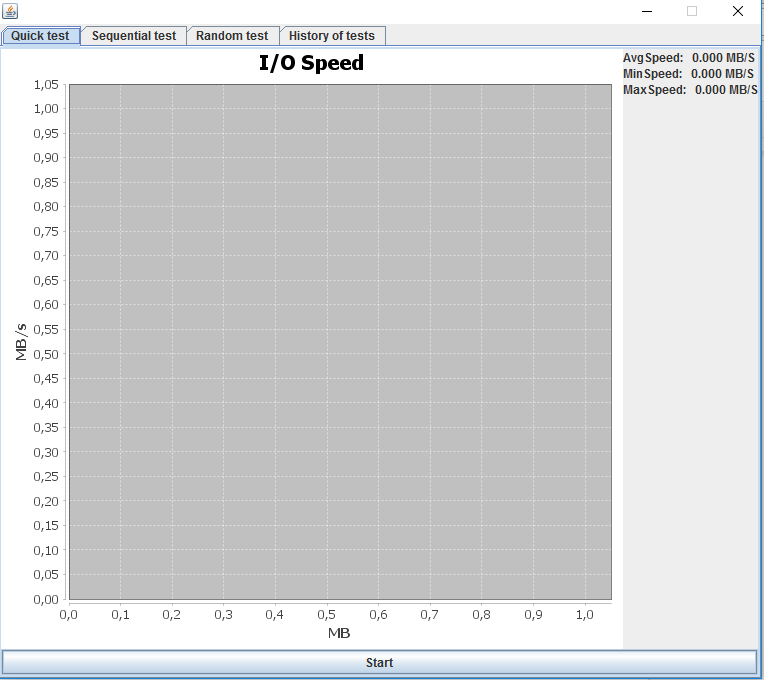 Quick test
Sequential test
Random test
History of tests
I/O Speed
AvgSpeed: 0.000 MB/S
MinSpeed: 0.000 MB/S
MaxSpeed: 0.000 MB/S
MB/s
1,05
1,00
0,95
0,90
0,85
0,80
0,75
0,70
0,65
0,60
0,55
0,50
0,45
0,40
0,35
0,30
0,25
0,20
0,15
0,10
0,05
0,00
0,0 0,1 0,2 0,3 0,4 0,5 0,6 0,7 0,8 0,9 1,0
MB
Start